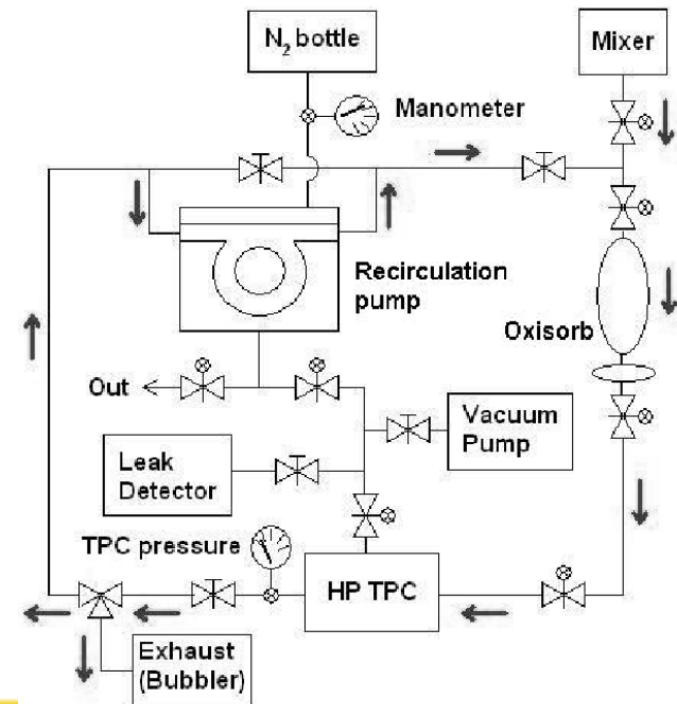 N₂ bottle
Mixer
Manometer
Recirculation
pump
Oxisorb
Out
Vacuum
Pump
Leak
Detector
TPC pressure
HP TPC
Exhaust
(Bubbler)